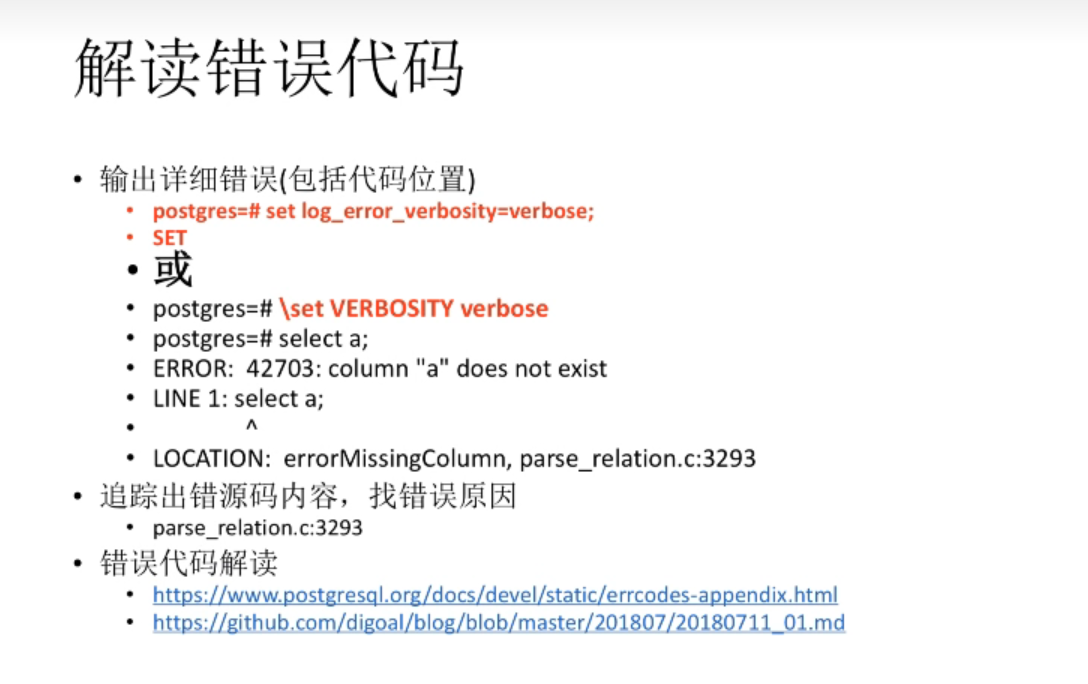 解读错误代码
• 输出详细错误(包括代码位置)
• postgres=# set log_error_verbosity=verbose;
• SET
• 或
• postgres=# \set VERBOSITY verbose
• postgres=# select a;
• ERROR:  42703: column "a" does not exist
• LINE 1: select a;
•                ^
• LOCATION:  errorMissingColumn, parse_relation.c:3293
• 追踪出错源码内容，找错误原因
• parse_relation.c:3293
• 错误代码解读
• https://www.postgresql.org/docs/devel/static/errcodes-appendix.html
• https://github.com/digoal/blog/blob/master/201807/20180711_01.md